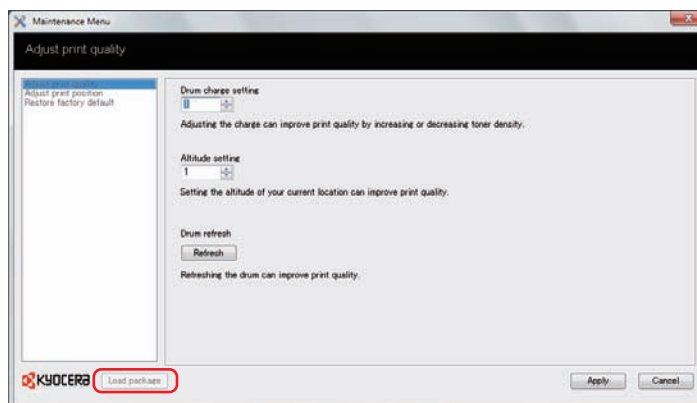 Maintenance Menu
Adjust print quality
Adjust print quality
Adjust print position
Restore factory default
Drum charge setting
1
Adjusting the charge can improve print quality by increasing or decreasing toner density.
Altitude setting
1
Setting the altitude of your current location can improve print quality.
Drum refresh
Refresh
Refreshing the drum can improve print quality.
KYOCERA
Load package
Apply
Cancel